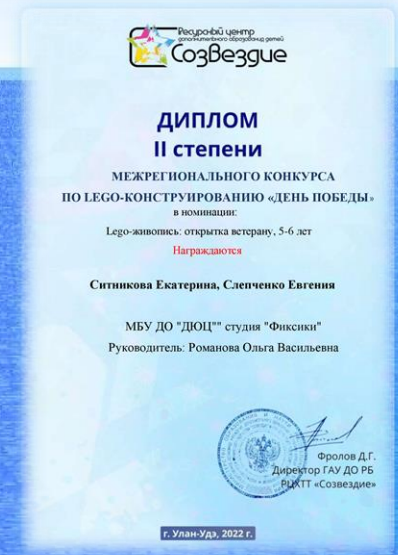 Ресурсный центр
дополнительного образования детей
СоЗВеЗдие
ДИПЛОМ
II степени
МЕЖРЕГИОНАЛЬНОГО КОНКУРСА
ПО LEGO-КОНСТРУИРОВАНИЮ «ДЕНЬ ПОБЕДЫ»
в номинации:
Lego-живопись: открытка ветерану, 5-6 лет
Награждаются
Ситникова Екатерина, Слепченко Евгения
МБУ ДО "ДЮЦ"" студия "Фиксики"
Руководитель: Романова Ольга Васильевна
Фролов Д.Г.
Директор ГАУ ДО РБ
РЦХТТ «Созвездие»
г. Улан-Удэ, 2022 г.